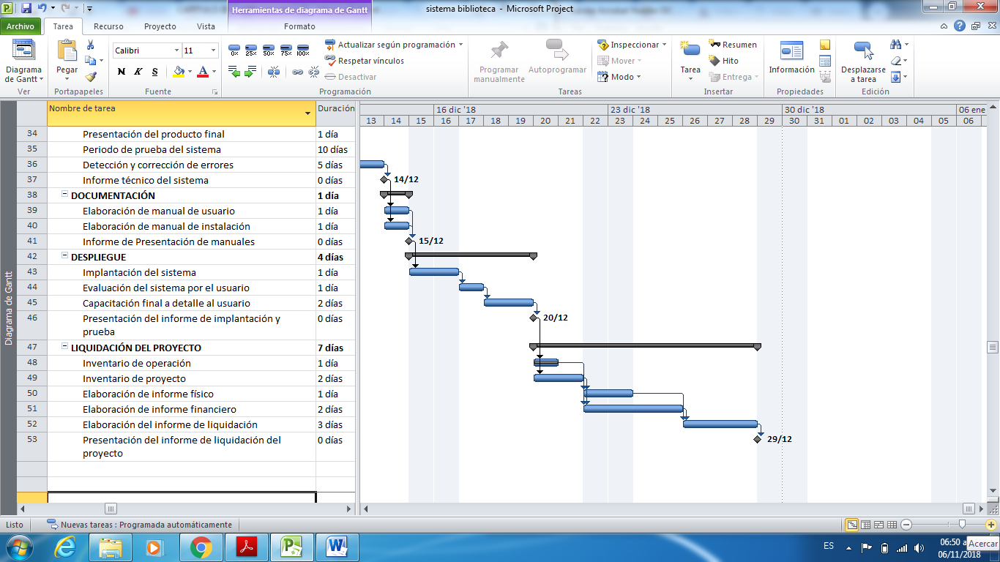 Herramientas de diagrama de Gantt
sistema biblioteca - Microsoft Project
Archivo Tarea Recurso Proyecto Vista Formato
Diagrama de Gantt
Ver
Pegar
Portapapeles
Calibri 11
N K S A
Fuente
0% 25% 50% 75% 100%
Actualizar según programación
Respetar vínculos
Desactivar
Programación
Programar manualmente
Autoprogramar
Inspeccionar
Mover
Modo
Tareas
Tarea
Resumen
Hito
Entrega
Insertar
Información
Propiedades
Desplazarse a tarea
Edición
Nombre de tarea Duración
16 dic '18 23 dic '18 30 dic '18 06 ene
13 14 15 16 17 18 19 20 21 22 23 24 25 26 27 28 29 30 31 01 02 03 04 05 06
34 Presentación del producto final 1 día
35 Periodo de prueba del sistema 10 días
36 Detección y corrección de errores 5 días
37 Informe técnico del sistema 0 días 14/12
38 DOCUMENTACIÓN 1 día
39 Elaboración de manual de usuario 1 día
40 Elaboración de manual de instalación 1 día
41 Informe de Presentación de manuales 0 días 15/12
42 DESPLIEGUE 4 días
43 Implantación del sistema 1 día
44 Evaluación del sistema por el usuario 1 día
45 Capacitación final a detalle al usuario 2 días
46 Presentación del informe de implantación y prueba 0 días 20/12
47 LIQUIDACIÓN DEL PROYECTO 7 días
48 Inventario de operación 1 día
49 Inventario de proyecto 2 días
50 Elaboración de informe físico 1 día
51 Elaboración de informe financiero 2 días
52 Elaboración del informe de liquidación 3 días
53 Presentación del informe de liquidación del proyecto 0 días 29/12
Diagrama de Gantt
Listo Nuevas tareas : Programada automáticamente
ES
06:50 a
06/11/2018
Acercar